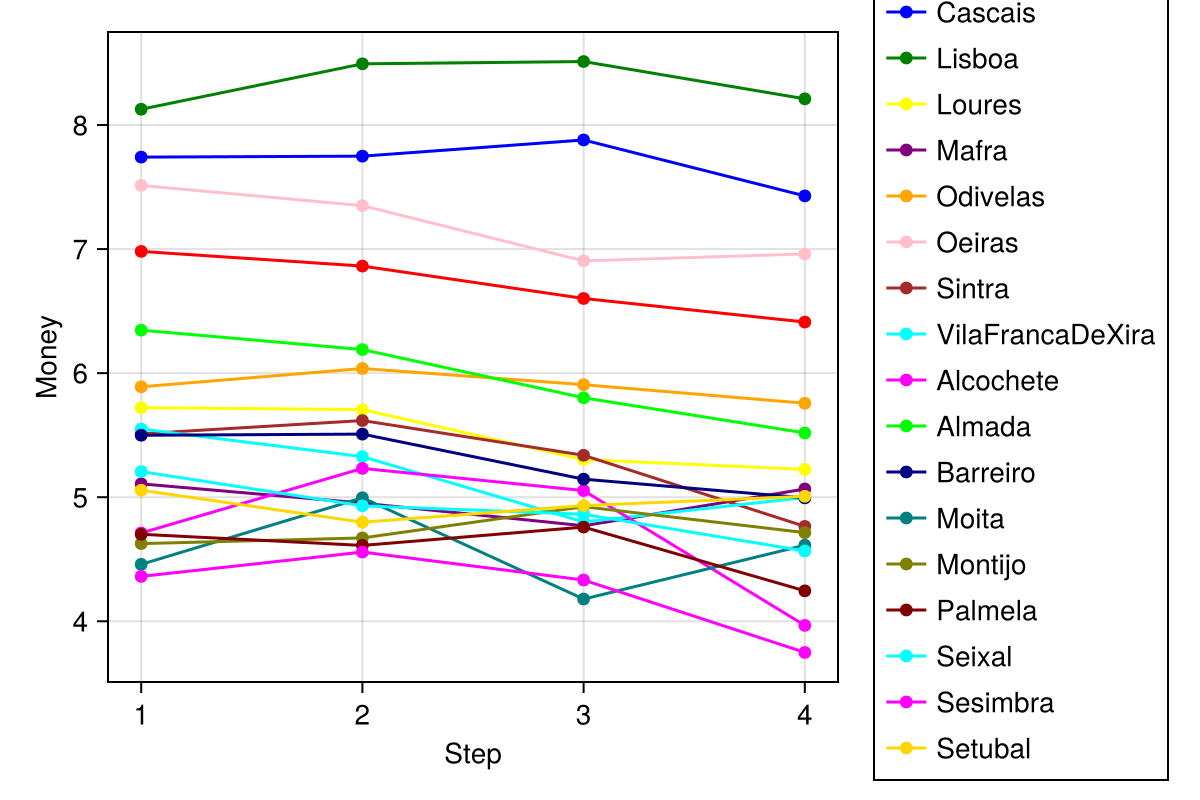 Cascais
Lisboa
Loures
Mafra
Odivelas
Oeiras
Sintra
VilaFrancaDeXira
Alcochete
Almada
Barreiro
Moita
Montijo
Palmela
Seixal
Sesimbra
Setubal
8
7
6
5
4
Money
1 2 3 4
Step